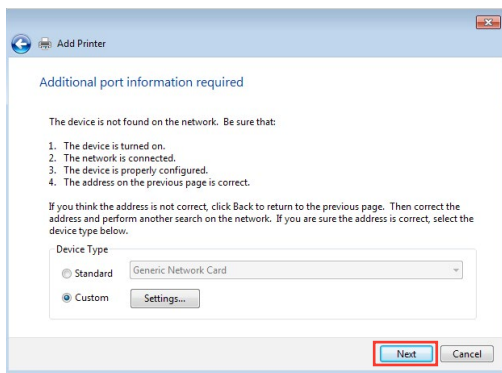 Add Printer
Additional port information required
The device is not found on the network.  Be sure that:
1.  The device is turned on.
2.  The network is connected.
3.  The device is properly configured.
4.  The address on the previous page is correct.
If you think the address is not correct, click Back to return to the previous page.  Then correct the
address and perform another search on the network.  If you are sure the address is correct, select the
device type below.
Device Type
Standard
Generic Network Card
Custom
Settings...
Next
Cancel